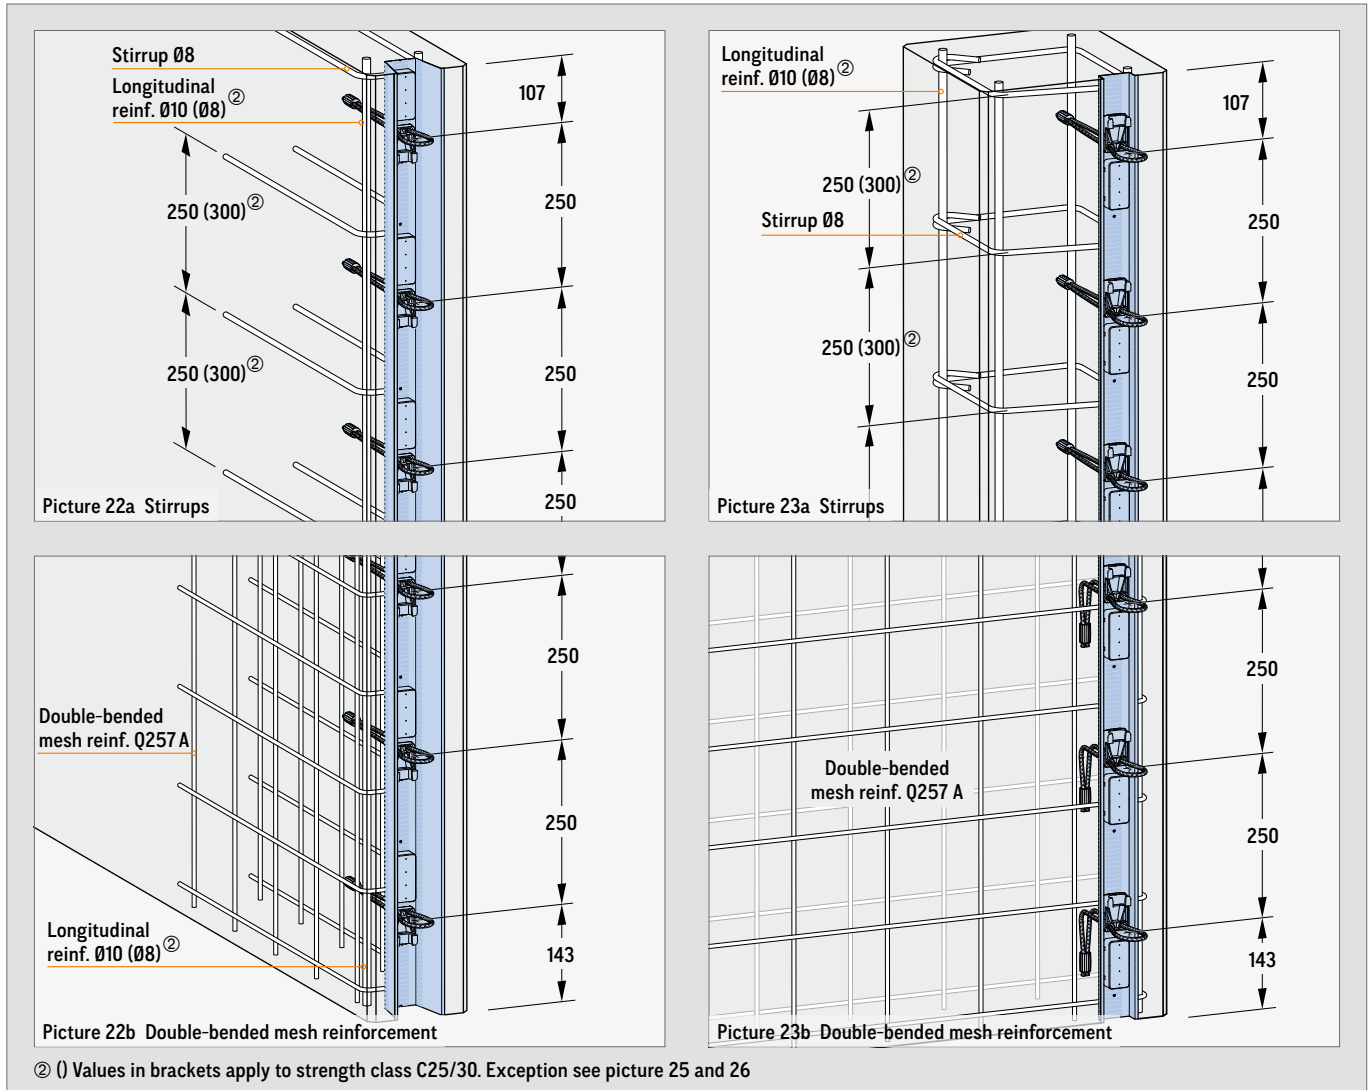 Stirrup Ø8
Longitudinal
reinf. Ø10 (Ø8) ②
107
250
250 (300) ②
250
250 (300) ②
250
Picture 22a Stirrups
Longitudinal
reinf. Ø10 (Ø8) ②
107
250 (300) ②
Stirrup Ø8
250
250 (300) ②
250
Picture 23a Stirrups
250
Double-bended
mesh reinf. Q257 A
250
Longitudinal
reinf. Ø10 (Ø8) ②
143
Picture 22b Double-bended mesh reinforcement
250
Double-bended
mesh reinf. Q257 A
250
143
Picture 23b Double-bended mesh reinforcement
② () Values in brackets apply to strength class C25/30. Exception see picture 25 and 26